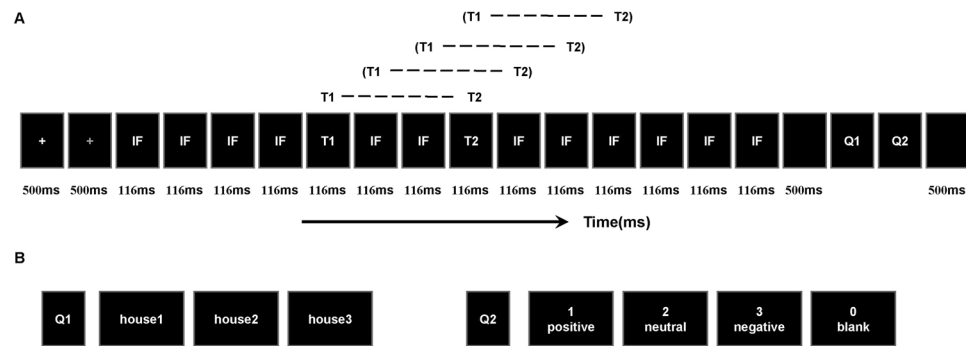 A
(T1 T2)
(T1 T2)
(T1 T2)
T1 T2
+ ÷ IF IF IF IF T1 IF IF T2 IF IF IF IF IF IF Q1 Q2
500ms 500ms 116ms 116ms 116ms 116ms 116ms 116ms 116ms 116ms 116ms 116ms 116ms 116ms 116ms 116ms 500ms 500ms
Time(ms)
B
Q1 house1 house2 house3 Q2 1 positive 2 neutral 3 negative 0 blank